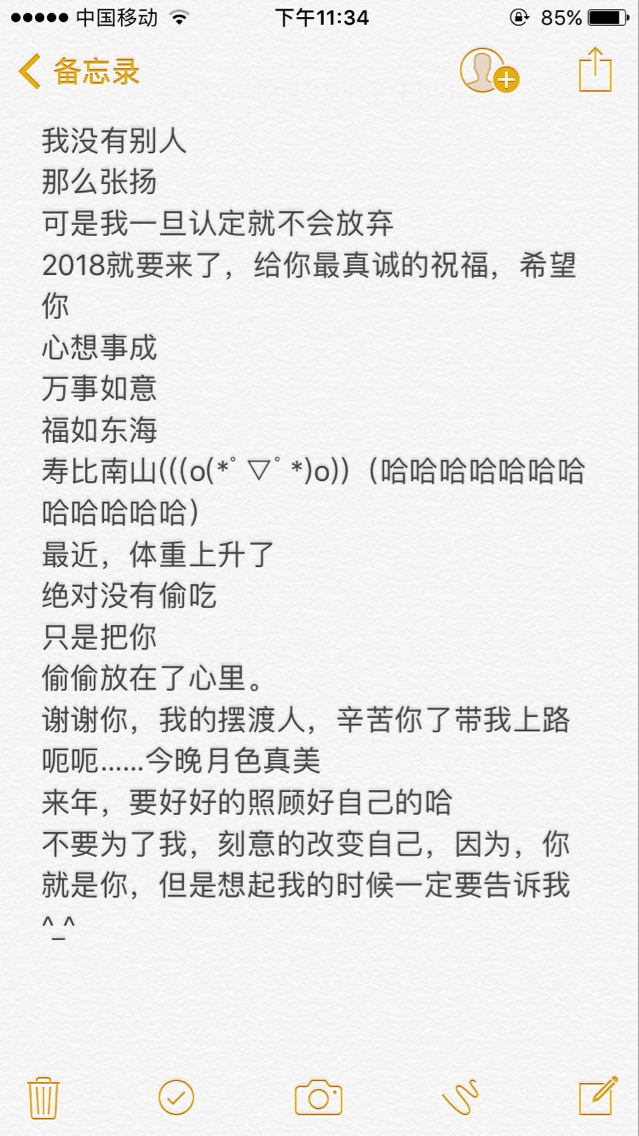 中国移动 下午11:34 85%
备忘录
我没有别人
那么张扬
可是我一旦认定就不会放弃
2018就要来了，给你最真诚的祝福，希望
你
心想事成
万事如意
福如东海
寿比南山(((o(*ﾟ▽ﾟ*)o))（哈哈哈哈哈哈哈
哈哈哈哈哈）
最近，体重上升了
绝对没有偷吃
只是把你
偷偷放在了心里。
谢谢你，我的摆渡人，辛苦你了带我上路
呃呃……今晚月色真美
来年，要好好的照顾好自己的哈
不要为了我，刻意的改变自己，因为，你
就是你，但是想起我的时候一定要告诉我
^_^